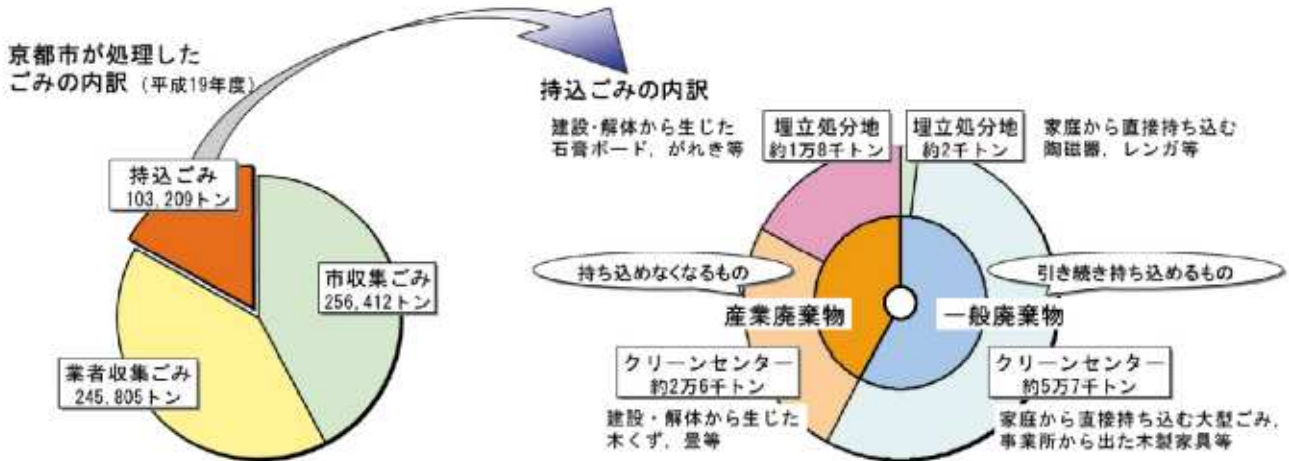 京都市が処理した
ごみの内訳（平成19年度）
持込ごみ
103,209トン
市収集ごみ
256,412トン
業者収集ごみ
245,805トン
持込ごみの内訳
建設・解体から生じた
石膏ボード，がれき等
埋立処分地
約1万8千トン
埋立処分地
約2千トン
家庭から直接持ち込む
陶磁器，レンガ等
持ち込めなくなるもの
引き続き持ち込めるもの
産業廃棄物
一般廃棄物
クリーンセンター
約2万6千トン
建設・解体から生じた
木くず，畳等
クリーンセンター
約5万7千トン
家庭から直接持ち込む大型ごみ，
事業所から出た木製家具等